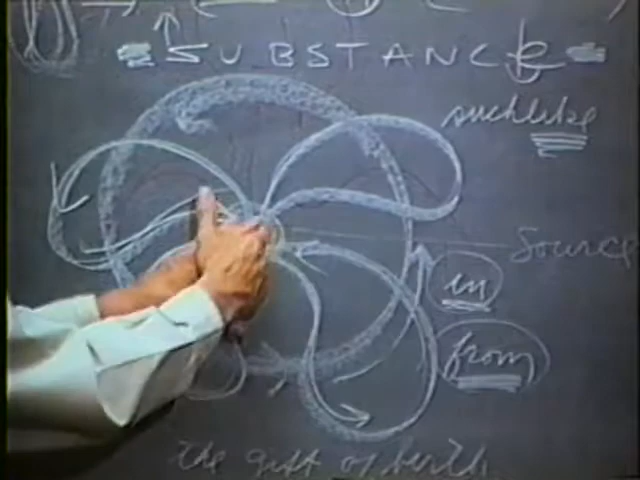 SUBSTANCE
suchlike
Source
in
from
the gift of birth